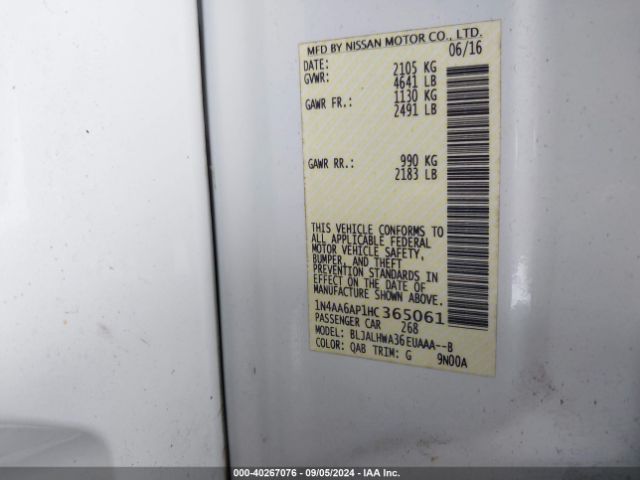 MFD BY NISSAN MOTOR CO., LTD.
DATE: 06/16
GVWR: 2105 KG
4641 LB
GAWR FR.: 1130 KG
2491 LB
GAWR RR.: 990 KG
2183 LB
THIS VEHICLE CONFORMS TO
ALL APPLICABLE FEDERAL
MOTOR VEHICLE SAFETY,
BUMPER, AND THEFT
PREVENTION STANDARDS IN
EFFECT ON THE DATE OF
MANUFACTURE SHOWN ABOVE.
1N4AA6AP1HC365061
PASSENGER CAR 268
MODEL: BLJALHWA36EUAAA--B
COLOR: QAB TRIM: G 9N00A
000-40267076 - 09/05/2024 - IAA Inc.